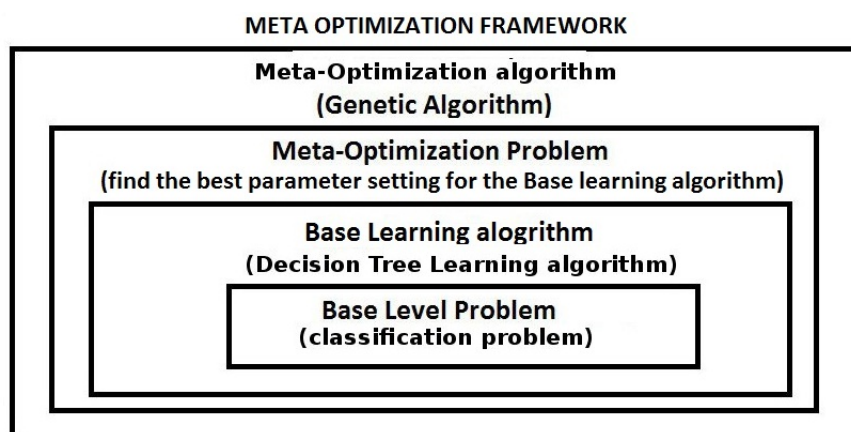 META OPTIMIZATION FRAMEWORK
Meta-Optimization algorithm
(Genetic Algorithm)
Meta-Optimization Problem
(find the best parameter setting for the Base learning algorithm)
Base Learning alogrithm
(Decision Tree Learning algorithm)
Base Level Problem
(classification problem)